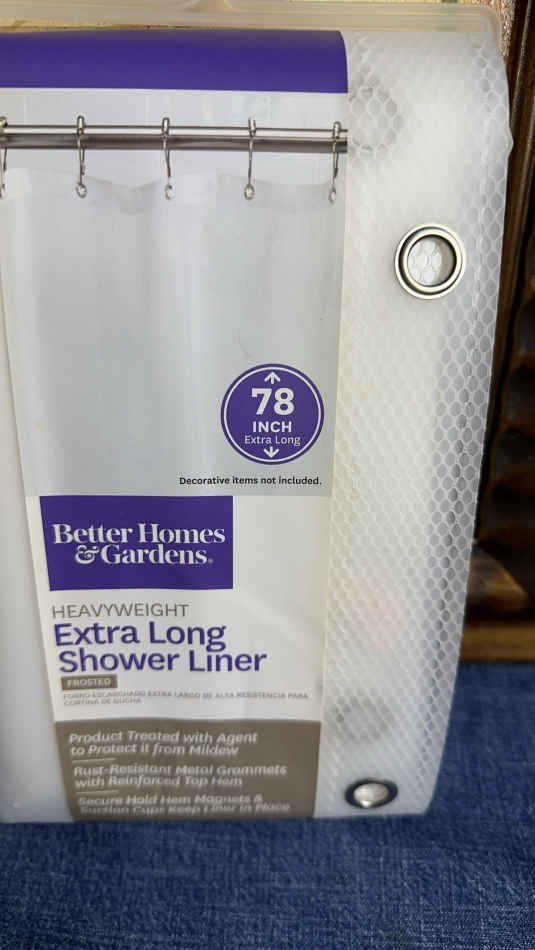 78
INCH
Extra Long
Decorative items not included.
Better Homes
& Gardens®
HEAVYWEIGHT
Extra Long
Shower Liner
FROSTED
FORRO ESCARCHADO EXTRA LARGO DE ALTA RESISTENCIA PARA
CORTINA DE DUCHA
Product Treated with Agent
to Protect it from Mildew
Rust-Resistant Metal Grommets
with Reinforced Top Hem
Secure Hold Hem Magnets &
Suction Cups Keep Liner in Place